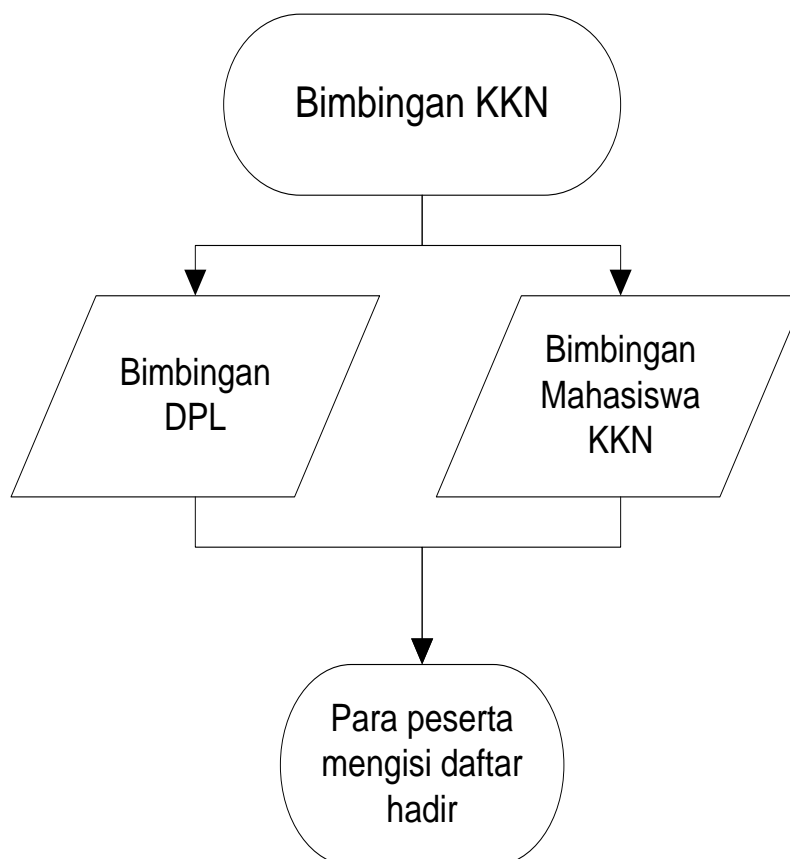 Bimbingan KKN
Bimbingan
DPL
Bimbingan
Mahasiswa
KKN
Para peserta
mengisi daftar
hadir